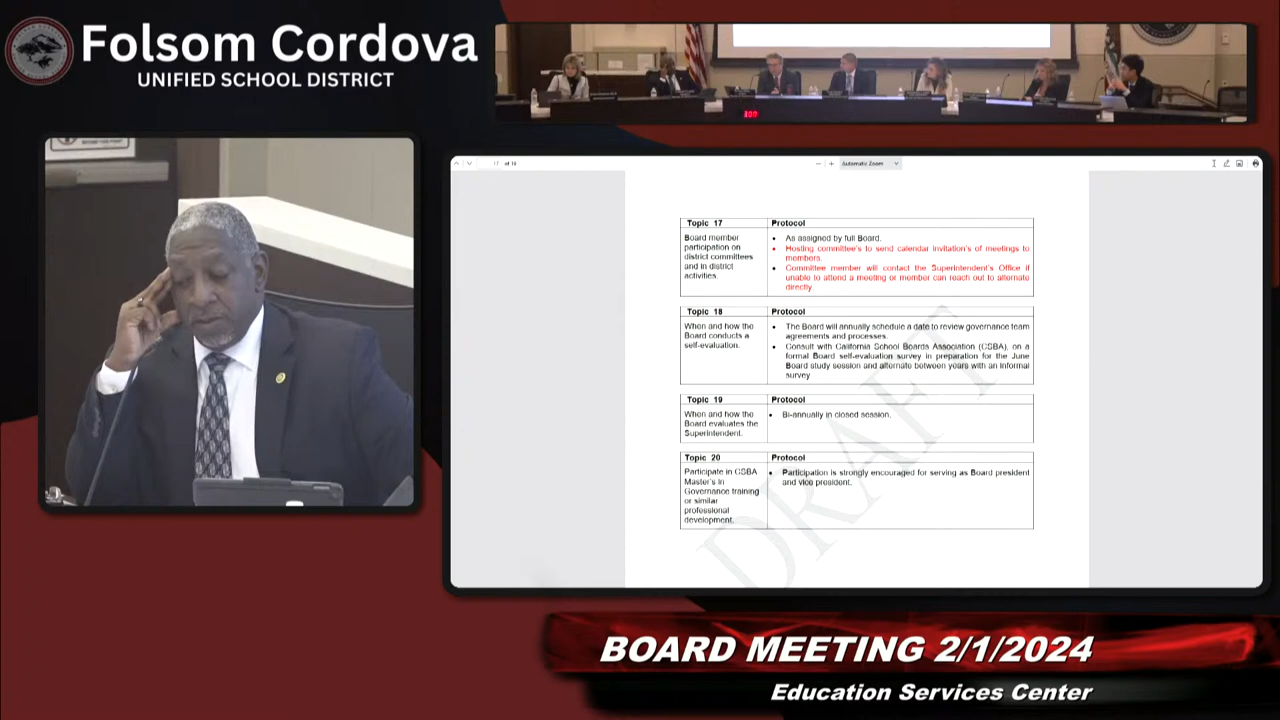 Folsom Cordova
UNIFIED SCHOOL DISTRICT
17 of 18
Automatic Zoom
Topic 17
Protocol
Board member
participation on
district committees
and in district
activities.
• As assigned by full Board.
• Hosting committee's to send calendar invitation's of meetings to
members.
• Committee member will contact the Superintendent's Office if
unable to attend a meeting or member can reach out to alternate
directly.
Topic 18
Protocol
When and how the
Board conducts a
self-evaluation.
• The Board will annually schedule a date to review governance team
agreements and processes.
• Consult with California School Boards Association (CSBA), on a
formal Board self-evaluation survey in preparation for the June
Board study session and alternate between years with an informal
survey
Topic 19
Protocol
When and how the
Board evaluates the
Superintendent.
• Bi-annually in closed session.
Topic 20
Protocol
Participate in CSBA
Master's in
Governance training
or similar
professional
development.
• Participation is strongly encouraged for serving as Board president
and vice president.
DRAFT
BOARD MEETING 2/1/2024
Education Services Center